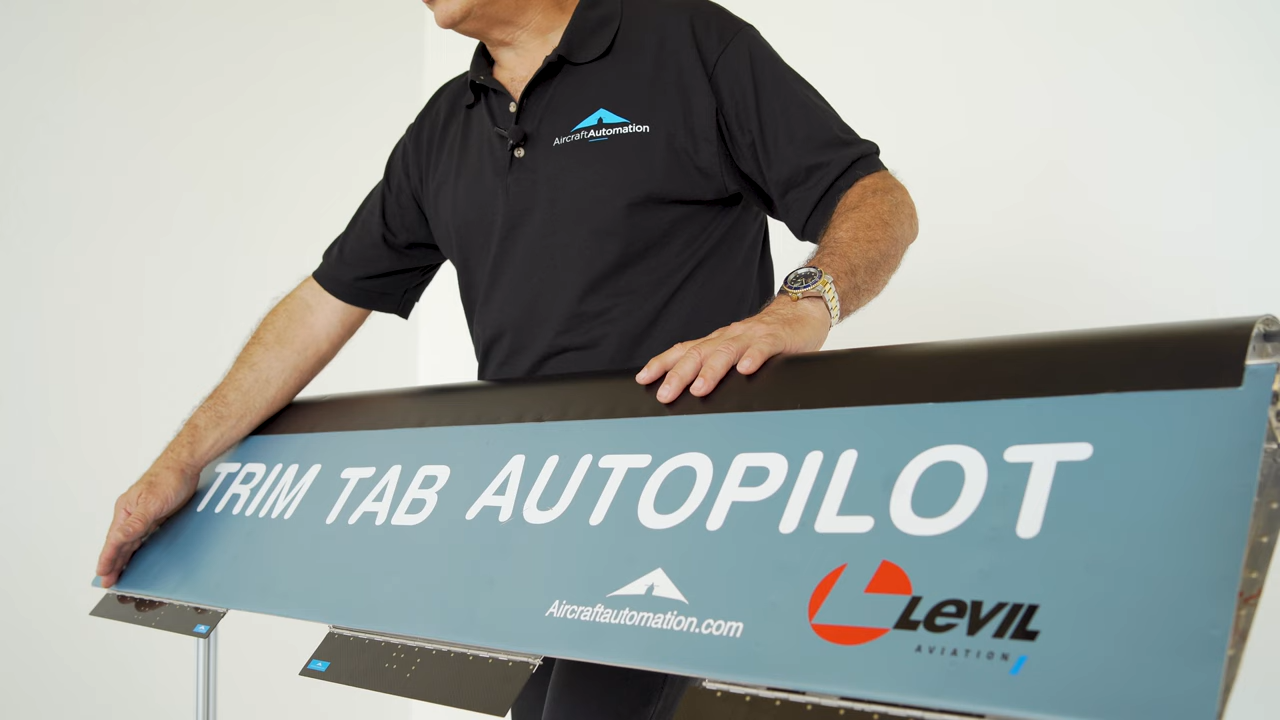 AircraftAutomation
TRIM TAB AUTOPILOT
Aircraftautomation.com
LEVIL
AVIATION